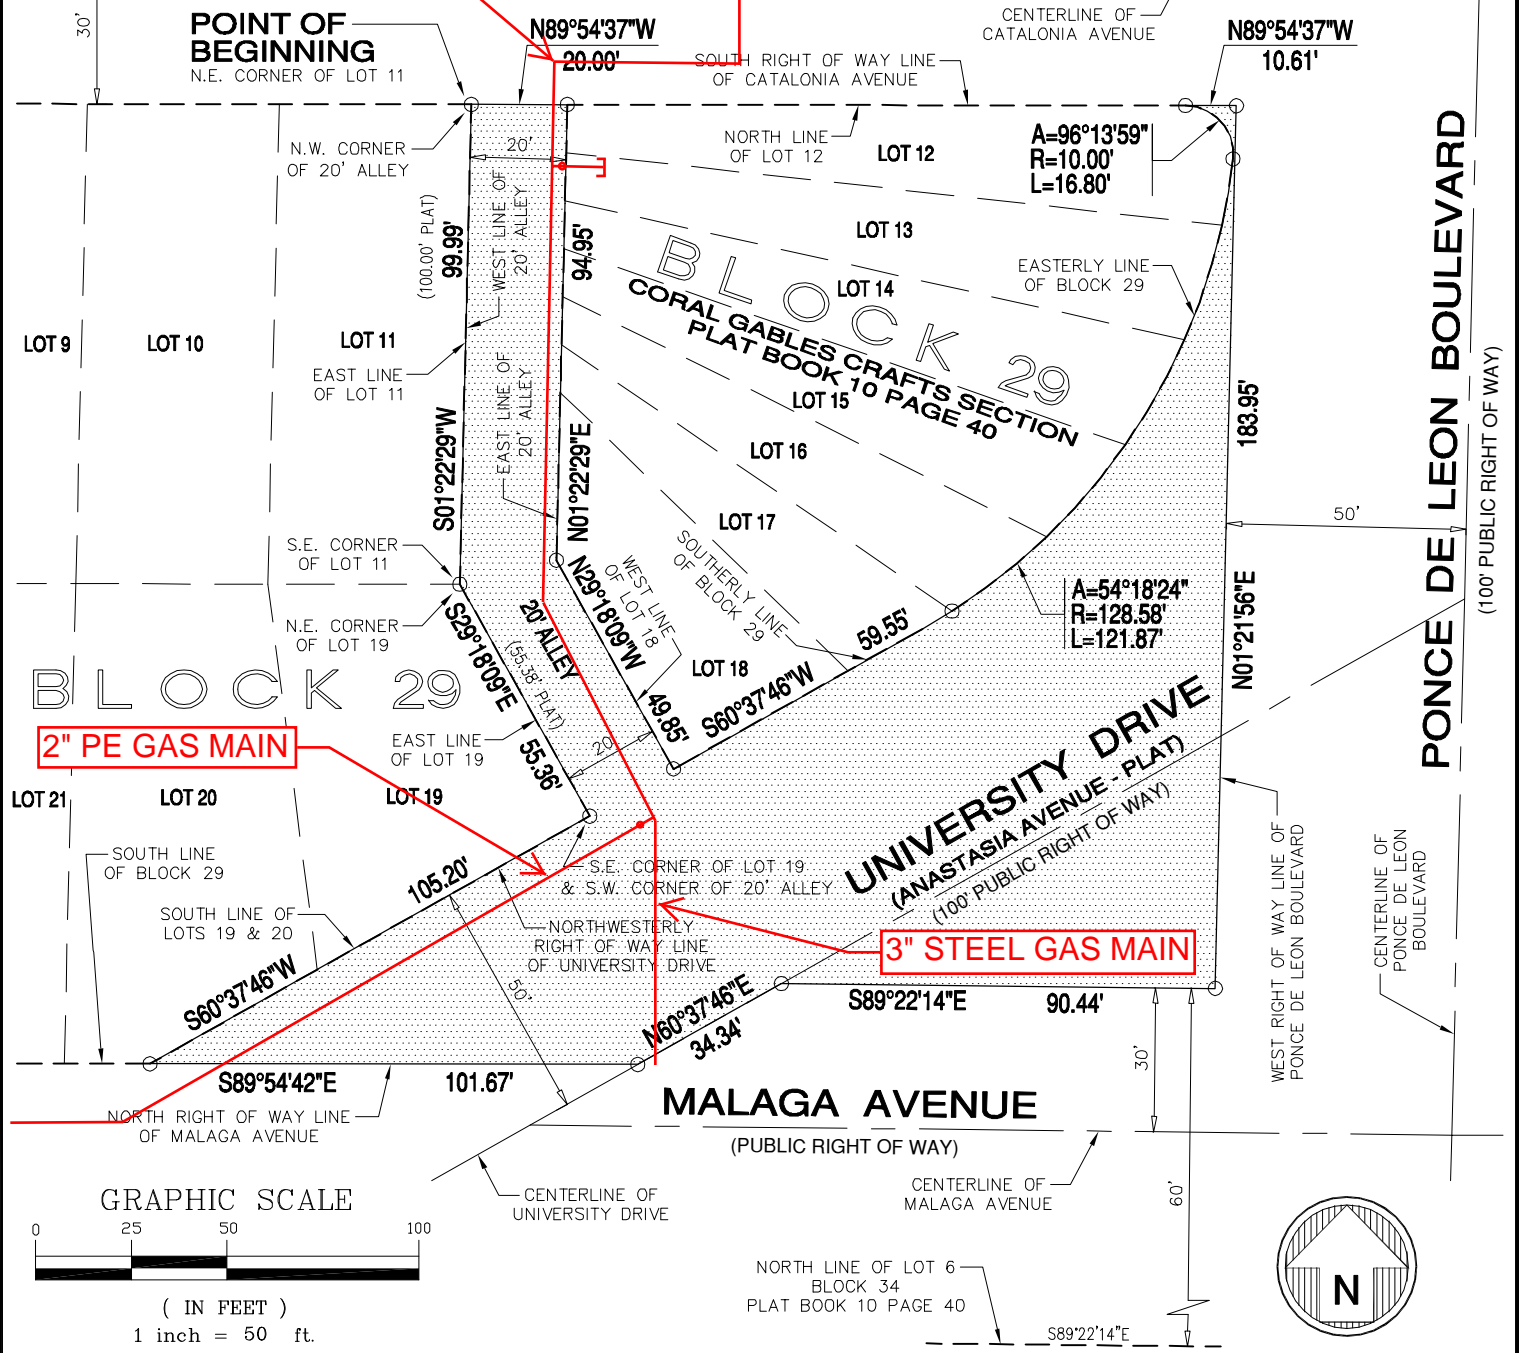 30'
POINT OF
BEGINNING
N.E. CORNER OF LOT 11
N89°54'37"W
20.00'
SOUTH RIGHT OF WAY LINE
OF CATALONIA AVENUE
CENTERLINE OF
CATALONIA AVENUE
N89°54'37"W
10.61'
N.W. CORNER
OF 20' ALLEY
20'
NORTH LINE
OF LOT 12
LOT 12
A=96°13'59"
R=10.00'
L=16.80'
(100.00' PLAT)
99.99'
WEST LINE OF
20' ALLEY
94.95'
LOT 13
BLOCK 29
CORAL GABLES CRAFTS SECTION
PLAT BOOK 10 PAGE 40
LOT 14
EASTERLY LINE
OF BLOCK 29
LOT 9
LOT 10
LOT 11
EAST LINE
OF LOT 11
EAST LINE OF
20' ALLEY
LOT 15
183.95'
PONCE DE LEON BOULEVARD
(100' PUBLIC RIGHT OF WAY)
S01°22'29"W
N01°22'29"E
LOT 16
LOT 17
50'
S.E. CORNER
OF LOT 11
N.E. CORNER
OF LOT 19
S29°18'09"E
55.36'
20' ALLEY
(55.38' PLAT)
N29°18'09"W
49.85'
WEST LINE
OF LOT 18
SOUTHERLY LINE
OF BLOCK 29
59.55'
A=54°18'24"
R=128.58'
L=121.87'
N01°21'56"E
LOT 18
S60°37'46"W
BLOCK 29
2" PE GAS MAIN
EAST LINE
OF LOT 19
20'
UNIVERSITY DRIVE
(ANASTASIA AVENUE - PLAT)
(100' PUBLIC RIGHT OF WAY)
LOT 21
LOT 20
LOT 19
SOUTH LINE
OF BLOCK 29
105.20'
S.E. CORNER OF LOT 19
& S.W. CORNER OF 20' ALLEY
SOUTH LINE OF
LOTS 19 & 20
NORTHWESTERLY
RIGHT OF WAY LINE
OF UNIVERSITY DRIVE
3" STEEL GAS MAIN
WEST RIGHT OF WAY LINE OF
PONCE DE LEON BOULEVARD
CENTERLINE OF
PONCE DE LEON
BOULEVARD
S60°37'46"W
50'
N60°37'46"E
34.34'
S89°22'14"E
90.44'
30'
S89°54'42"E
101.67'
NORTH RIGHT OF WAY LINE
OF MALAGA AVENUE
MALAGA AVENUE
(PUBLIC RIGHT OF WAY)
CENTERLINE OF
UNIVERSITY DRIVE
CENTERLINE OF
MALAGA AVENUE
60'
GRAPHIC SCALE
0 25 50 100
( IN FEET )
1 inch = 50 ft.
NORTH LINE OF LOT 6
BLOCK 34
PLAT BOOK 10 PAGE 40
S89°22'14"E
N